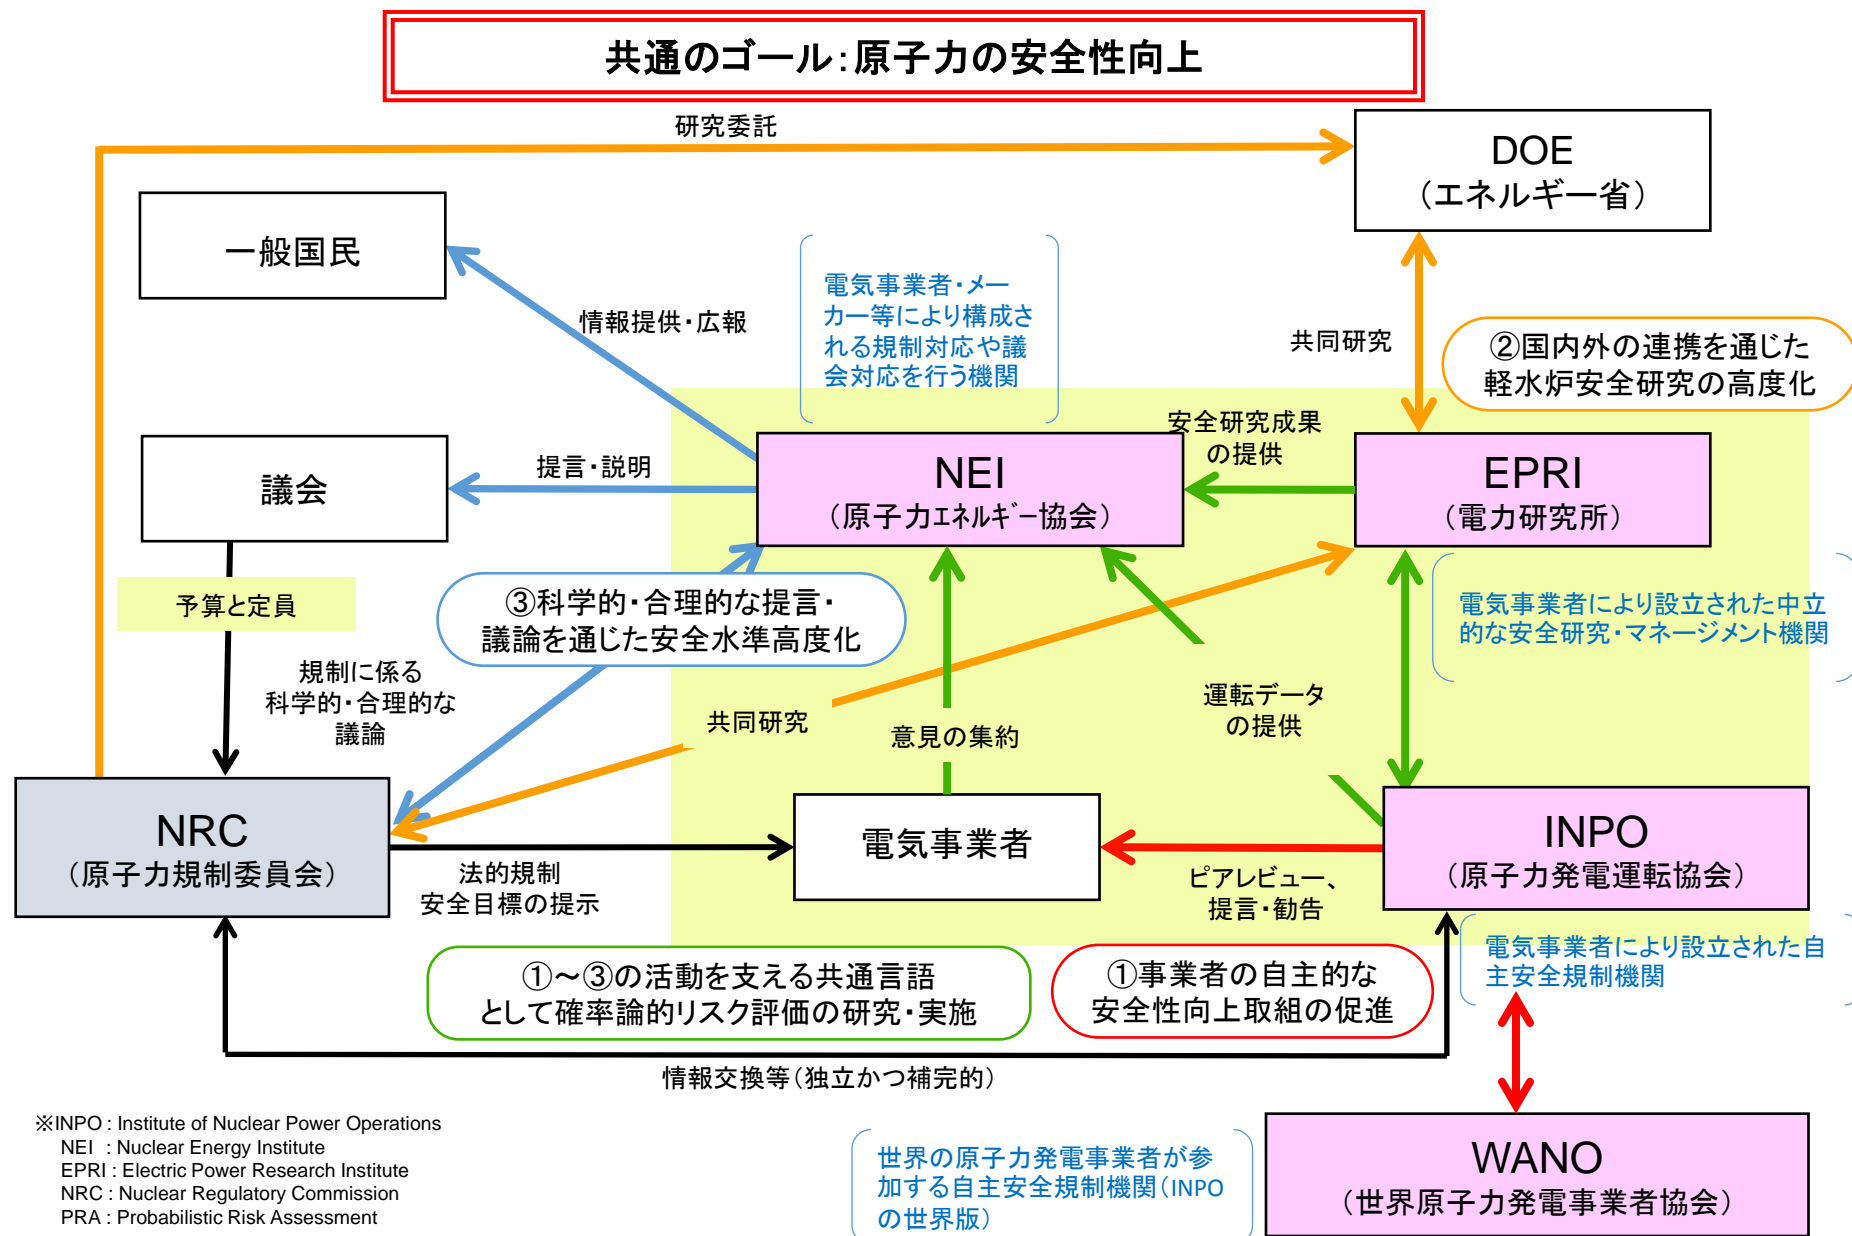 共通のゴール：原子力の安全性向上
研究委託
DOE
（エネルギー省）
一般国民
情報提供・広報
電気事業者・メー
カー等により構成さ
れる規制対応や議
会対応を行う機関
共同研究
②国内外の連携を通じた
軽水炉安全研究の高度化
議会
提言・説明
NEI
（原子力ｴﾈﾙｷﾞｰ協会）
安全研究成果
の提供
EPRI
（電力研究所）
予算と定員
③科学的・合理的な提言・
議論を通じた安全水準高度化
電気事業者により設立された中立
的な安全研究・マネージメント機関
規制に係る
科学的・合理的な
議論
共同研究
意見の集約
運転データ
の提供
NRC
（原子力規制委員会）
法的規制
安全目標の提示
電気事業者
ピアレビュー、
提言・勧告
INPO
（原子力発電運転協会）
①～③の活動を支える共通言語
として確率論的リスク評価の研究・実施
①事業者の自主的な
安全性向上取組の促進
電気事業者により設立された自
主安全規制機関
情報交換等（独立かつ補完的）
※INPO : Institute of Nuclear Power Operations
NEI : Nuclear Energy Institute
EPRI : Electric Power Research Institute
NRC : Nuclear Regulatory Commission
PRA : Probabilistic Risk Assessment
世界の原子力発電事業者が参
加する自主安全規制機関（INPO
の世界版）
WANO
（世界原子力発電事業者協会）